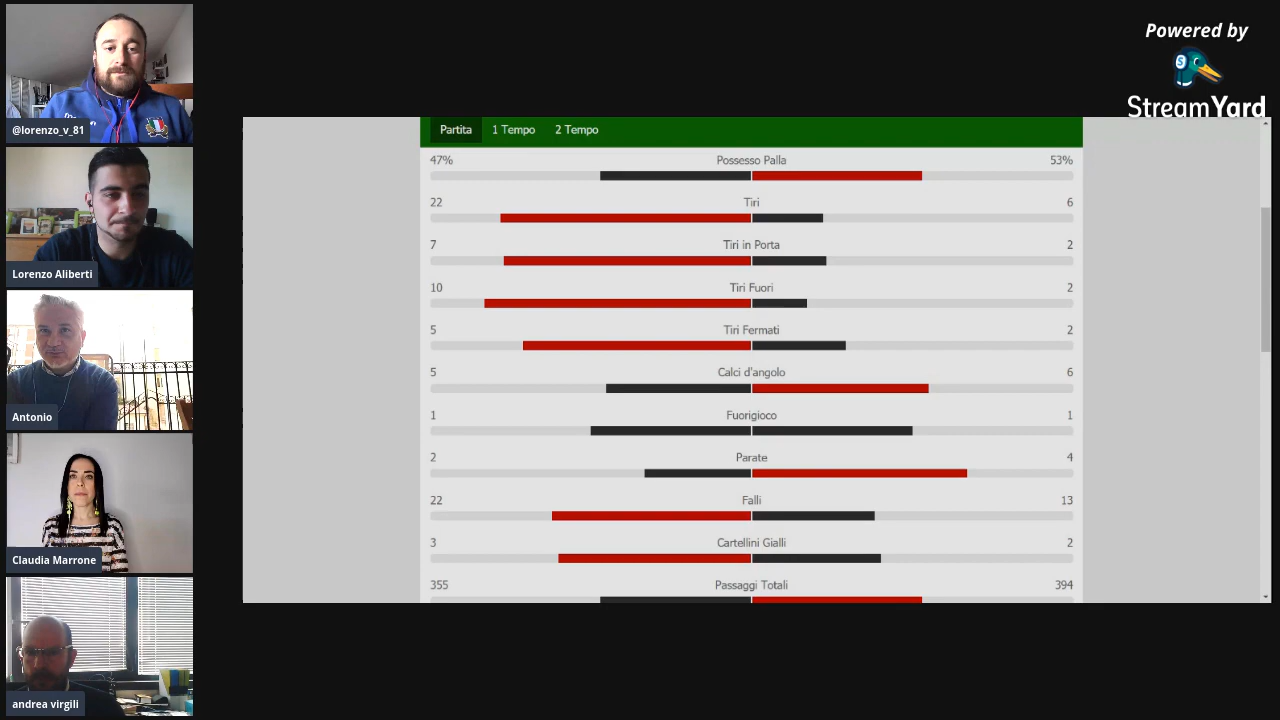 Powered by
StreamYard
@lorenzo_v_81
Lorenzo Aliberti
Antonio
Claudia Marrone
andrea virgili
Partita 1 Tempo 2 Tempo
47% Possesso Palla 53%
22 Tiri 6
7 Tiri in Porta 2
10 Tiri Fuori 2
5 Tiri Fermati 2
5 Calci d'angolo 6
1 Fuorigioco 1
2 Parate 4
22 Falli 13
3 Cartellini Gialli 2
355 Passaggi Totali 394